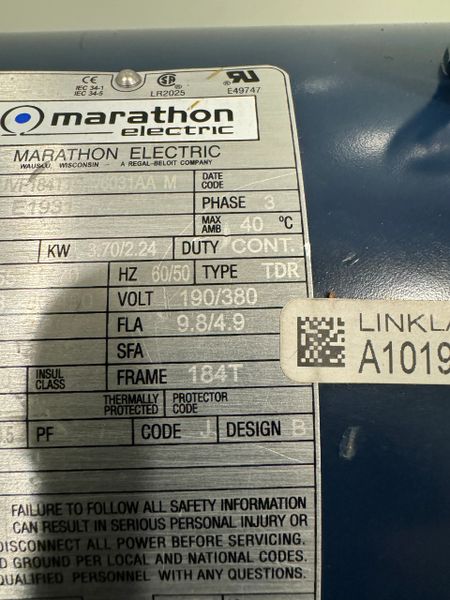 CE SP RU
IEC 34-1
IEC 34-5 LR2025 E49747
marathon
electric
MARATHON ELECTRIC
WAUSAU, WISCONSIN - A REGAL-BELOIT COMPANY
DATE
CODE
PHASE 3
MAX
AMB 40 °C
KW 3.70/2.24 DUTY CONT.
HZ 60/50 TYPE TDR
VOLT 190/380
FLA 9.8/4.9
SFA
INSUL
CLASS FRAME 184T
THERMALLY
PROTECTED PROTECTOR
CODE
PF CODE J DESIGN B
FAILURE TO FOLLOW ALL SAFETY INFORMATION
CAN RESULT IN SERIOUS PERSONAL INJURY OR
DISCONNECT ALL POWER BEFORE SERVICING.
GROUND PER LOCAL AND NATIONAL CODES.
QUALIFIED PERSONNEL WITH ANY QUESTIONS.
LINKLA
A1019